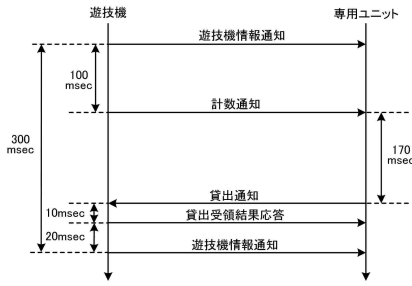 遊技機
専用ユニット
遊技機情報通知
100
msec
計数通知
300
msec
170
msec
貸出通知
10msec
貸出受領結果応答
20msec
遊技機情報通知